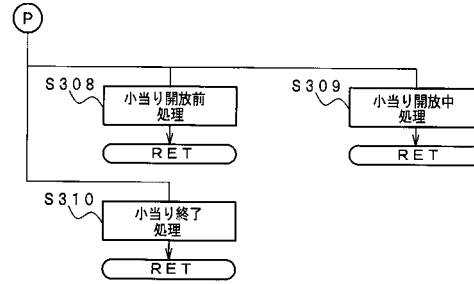 P
S308
小当り開放前
処理
RET
S309
小当り開放中
処理
RET
S310
小当り終了
処理
RET